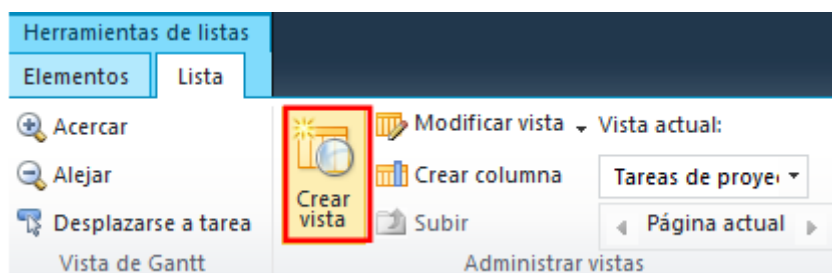 Herramientas de listas
Elementos Lista
Acercar
Alejar
Desplazarse a tarea
Vista de Gantt
Crear
vista
Modificar vista
Crear columna
Subir
Vista actual:
Tareas de proye
Página actual
Administrar vistas